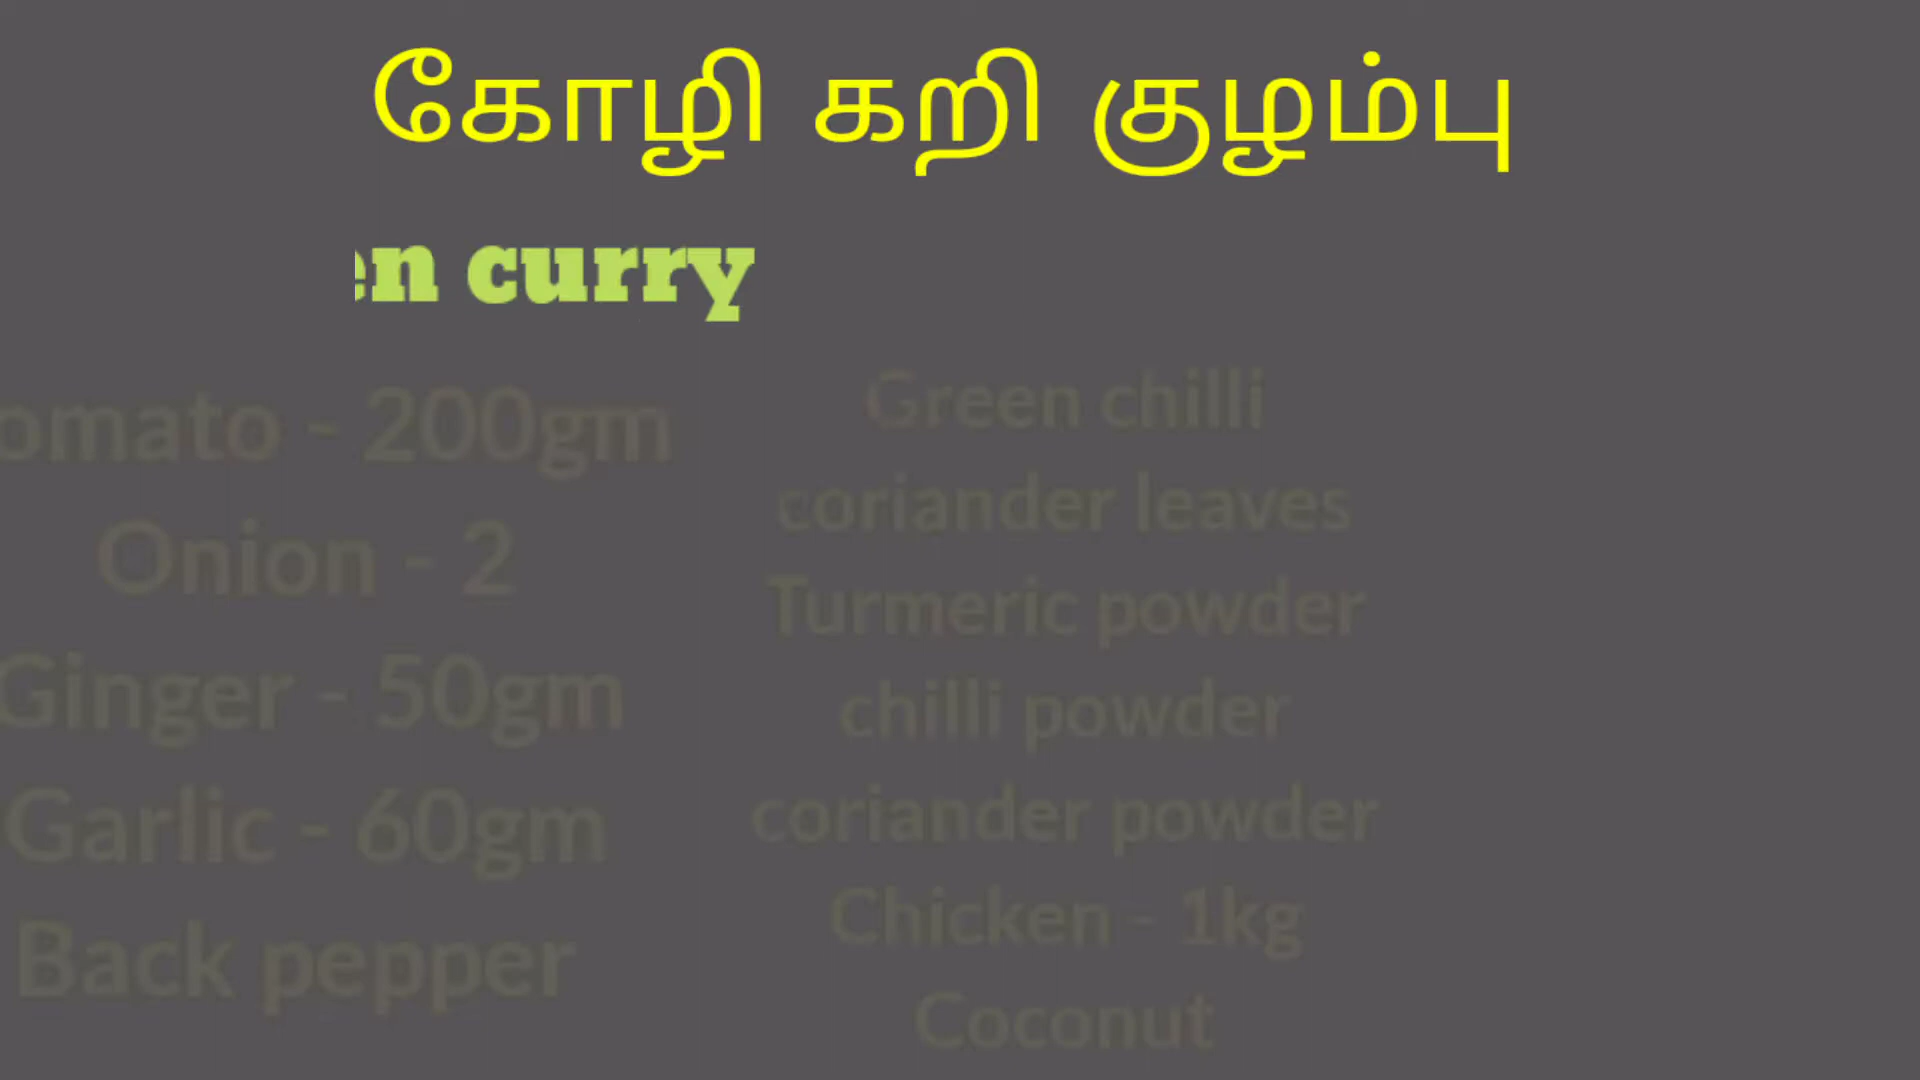 கோழி கறி குழம்பு
en curry
omato - 200gm
Onion - 2
Ginger - 50gm
Garlic - 60gm
Back pepper
Green chilli
coriander leaves
Turmeric powder
chilli powder
coriander powder
Chicken - 1kg
Coconut